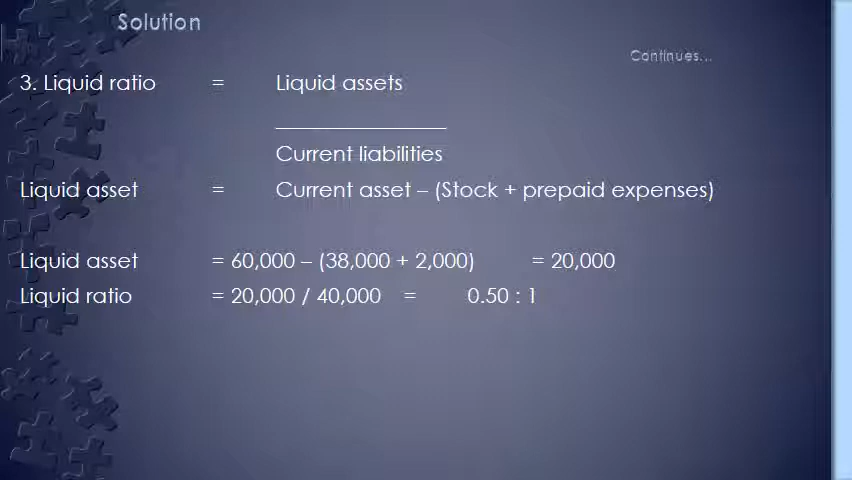 Solution
Continues...
3. Liquid ratio = Liquid assets
Current liabilities
Liquid asset = Current asset – (Stock + prepaid expenses)
Liquid asset = 60,000 – (38,000 + 2,000) = 20,000
Liquid ratio = 20,000 / 40,000 = 0.50 : 1